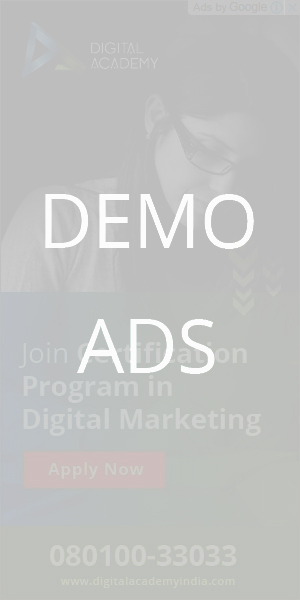 Ads by Google
DIGITAL
ACADEMY
DEMO
ADS
Join Certification
Program in
Digital Marketing
Apply Now
080100-33033
www.digitalacademyindia.com